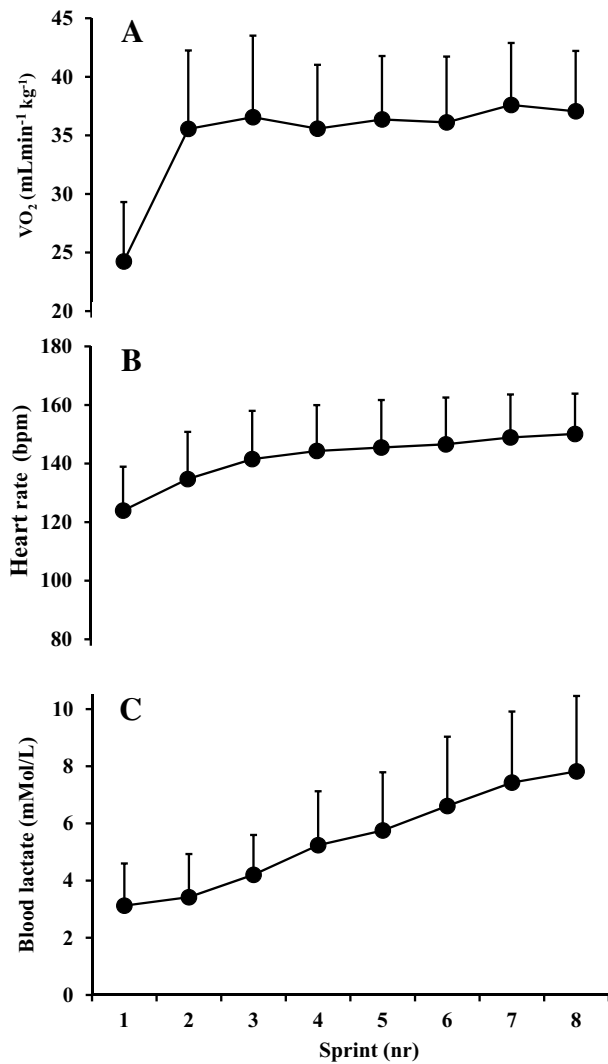 A
VO₂ (mLmin⁻¹ kg⁻¹)
45
40
35
30
25
20
B
Heart rate (bpm)
180
160
140
120
100
80
C
Blood lactate (mMol/L)
10
8
6
4
2
0
1 2 3 4 5 6 7 8
Sprint (nr)